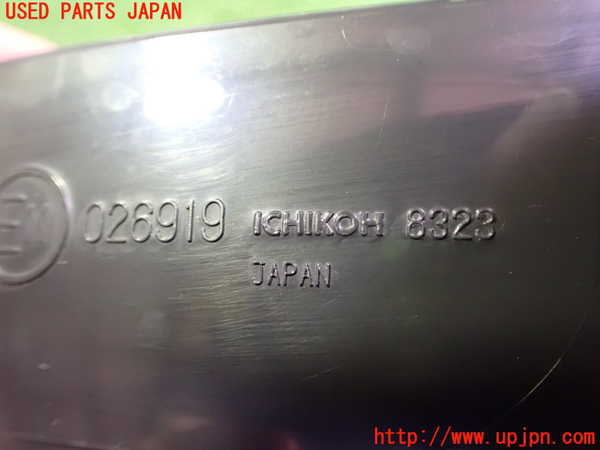 USED PARTS JAPAN
E 026919 ICHIKOH 8323
JAPAN
http://www.upjpn.com/